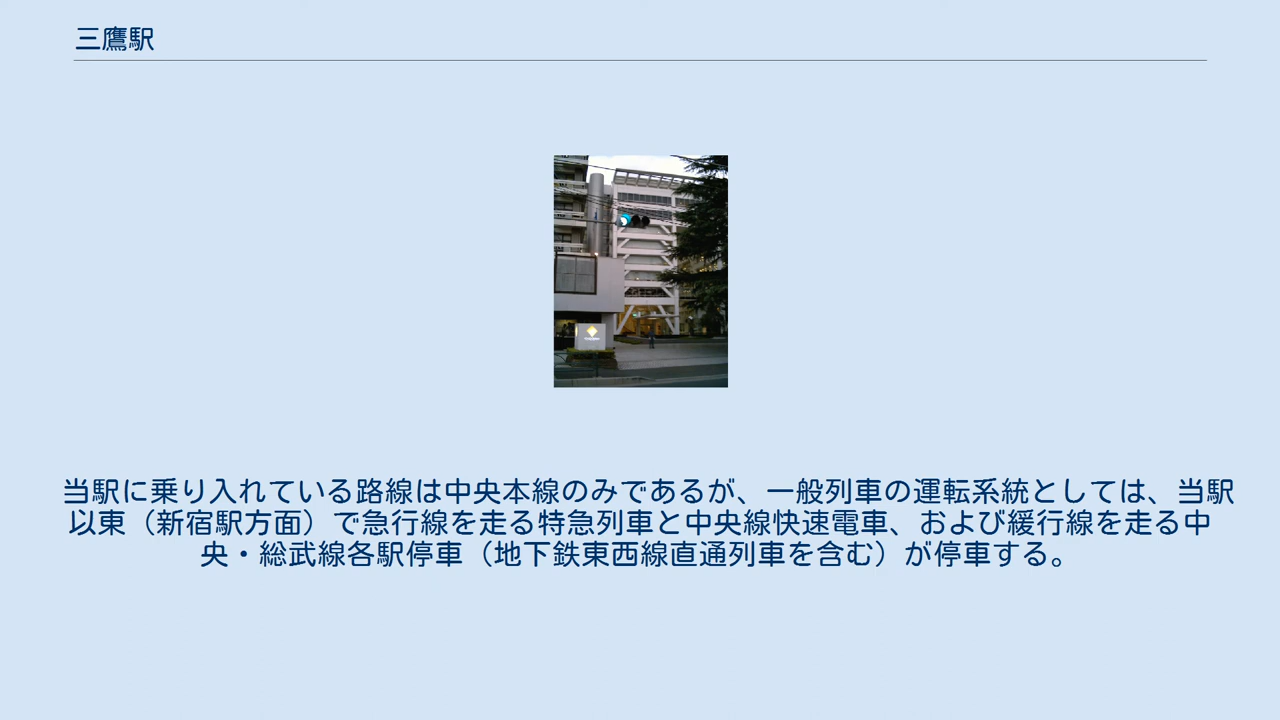 三鷹駅
当駅に乗り入れている路線は中央本線のみであるが、一般列車の運転系統としては、当駅
以東（新宿駅方面）で急行線を走る特急列車と中央線快速電車、および緩行線を走る中
央・総武線各駅停車（地下鉄東西線直通列車を含む）が停車する。